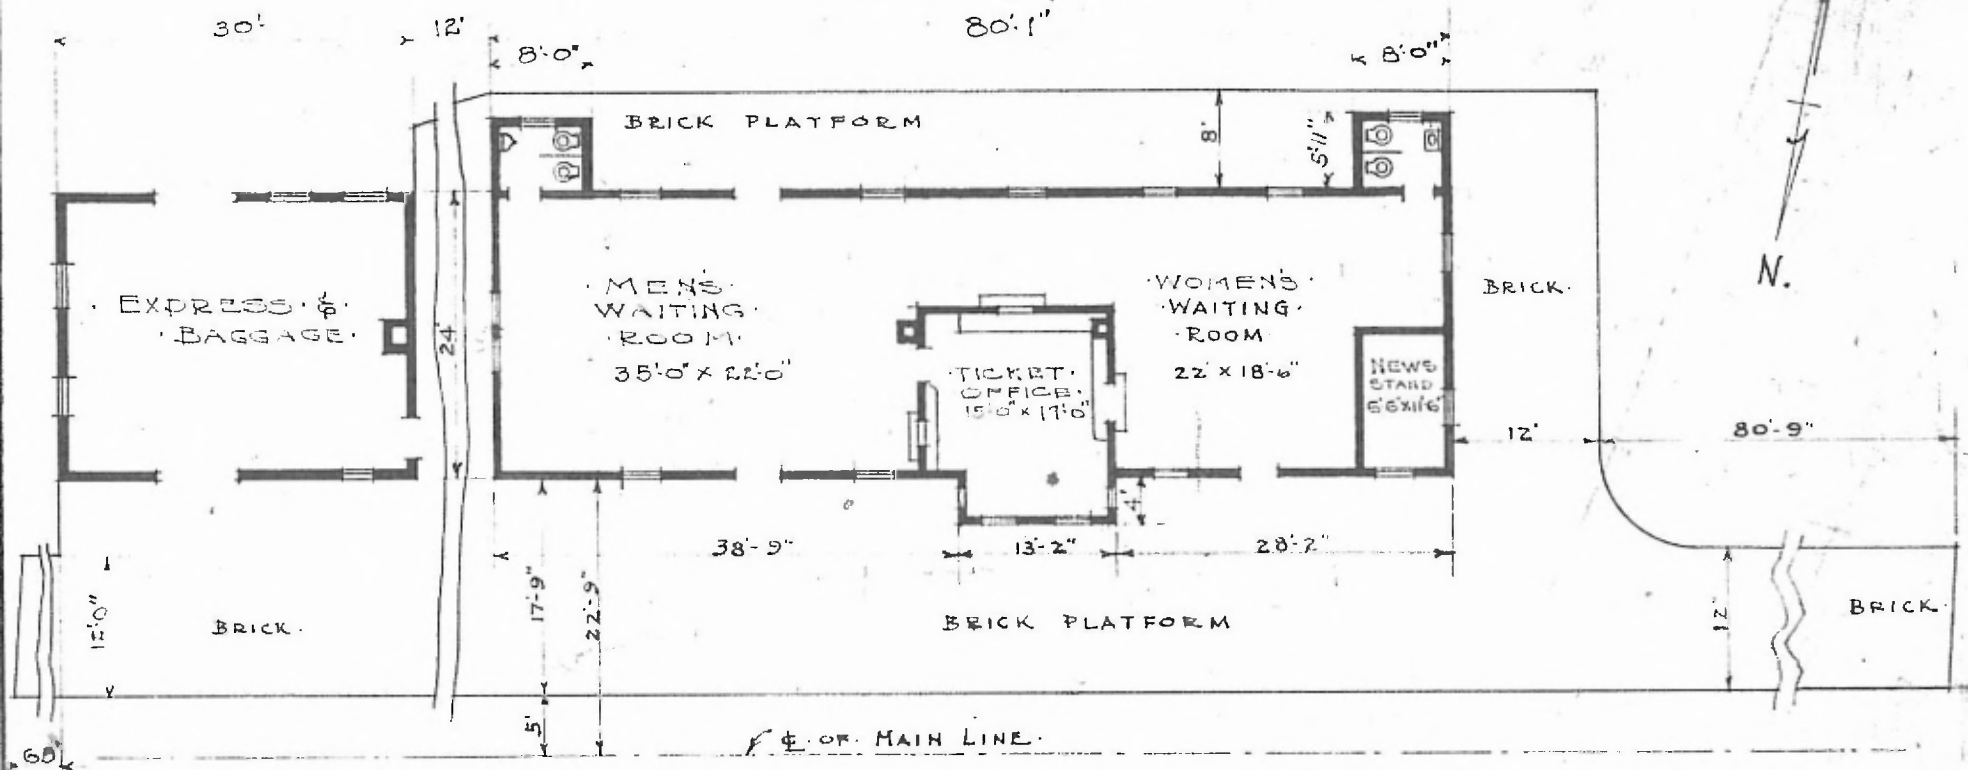 30'
12'
80'-1"
8'-0"
8'-0"
BRICK PLATFORM
8'
5'-11"
N.
EXPRESS &
BAGGAGE
24'
MEN'S
WAITING
ROOM
35'-0" X 22'-0"
TICKET
OFFICE
15'-0" X 17'-0"
WOMEN'S
WAITING
ROOM
22' X 18'-6"
NEWS
STAND
BRICK
12'
80'-9"
38'-9"
13'-2"
4'
28'-2"
12'-0"
BRICK
17'-9"
22'-9"
BRICK PLATFORM
12'
BRICK
5'
℄ OF MAIN LINE